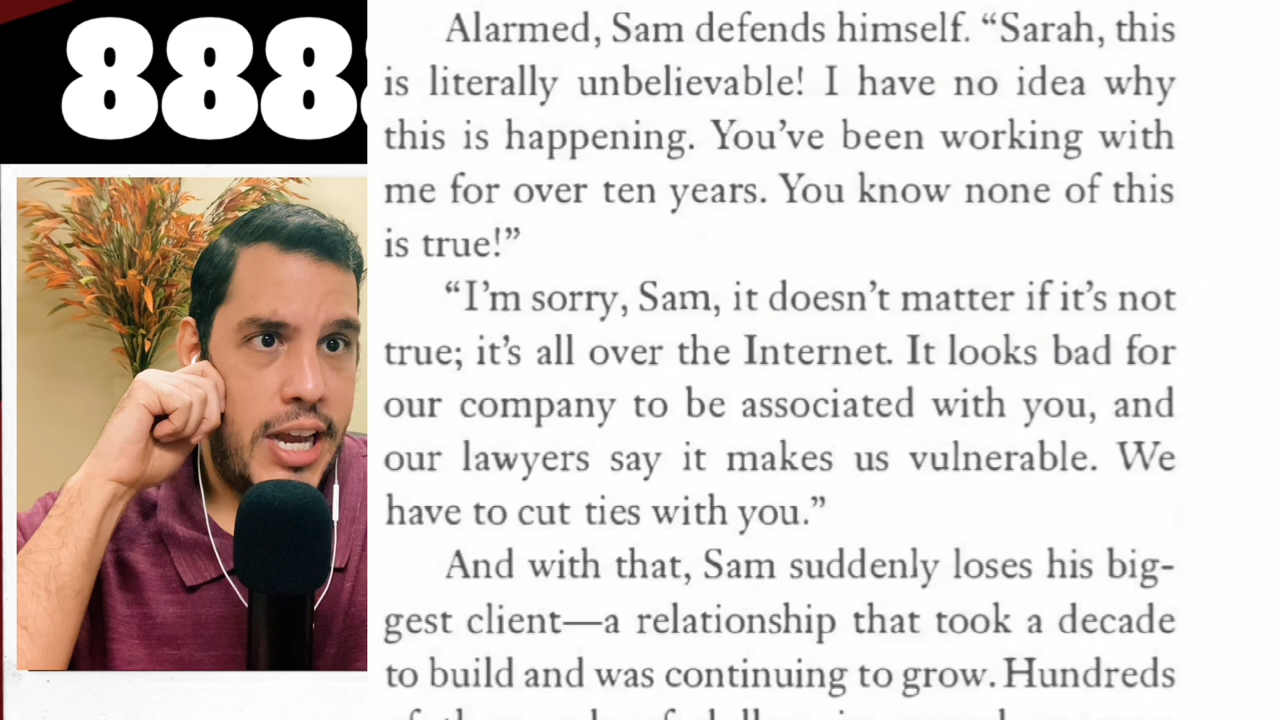 888
Alarmed, Sam defends himself. “Sarah, this
is literally unbelievable! I have no idea why
this is happening. You’ve been working with
me for over ten years. You know none of this
is true!”
“I’m sorry, Sam, it doesn’t matter if it’s not
true; it’s all over the Internet. It looks bad for
our company to be associated with you, and
our lawyers say it makes us vulnerable. We
have to cut ties with you.”
And with that, Sam suddenly loses his big-
gest client—a relationship that took a decade
to build and was continuing to grow. Hundreds